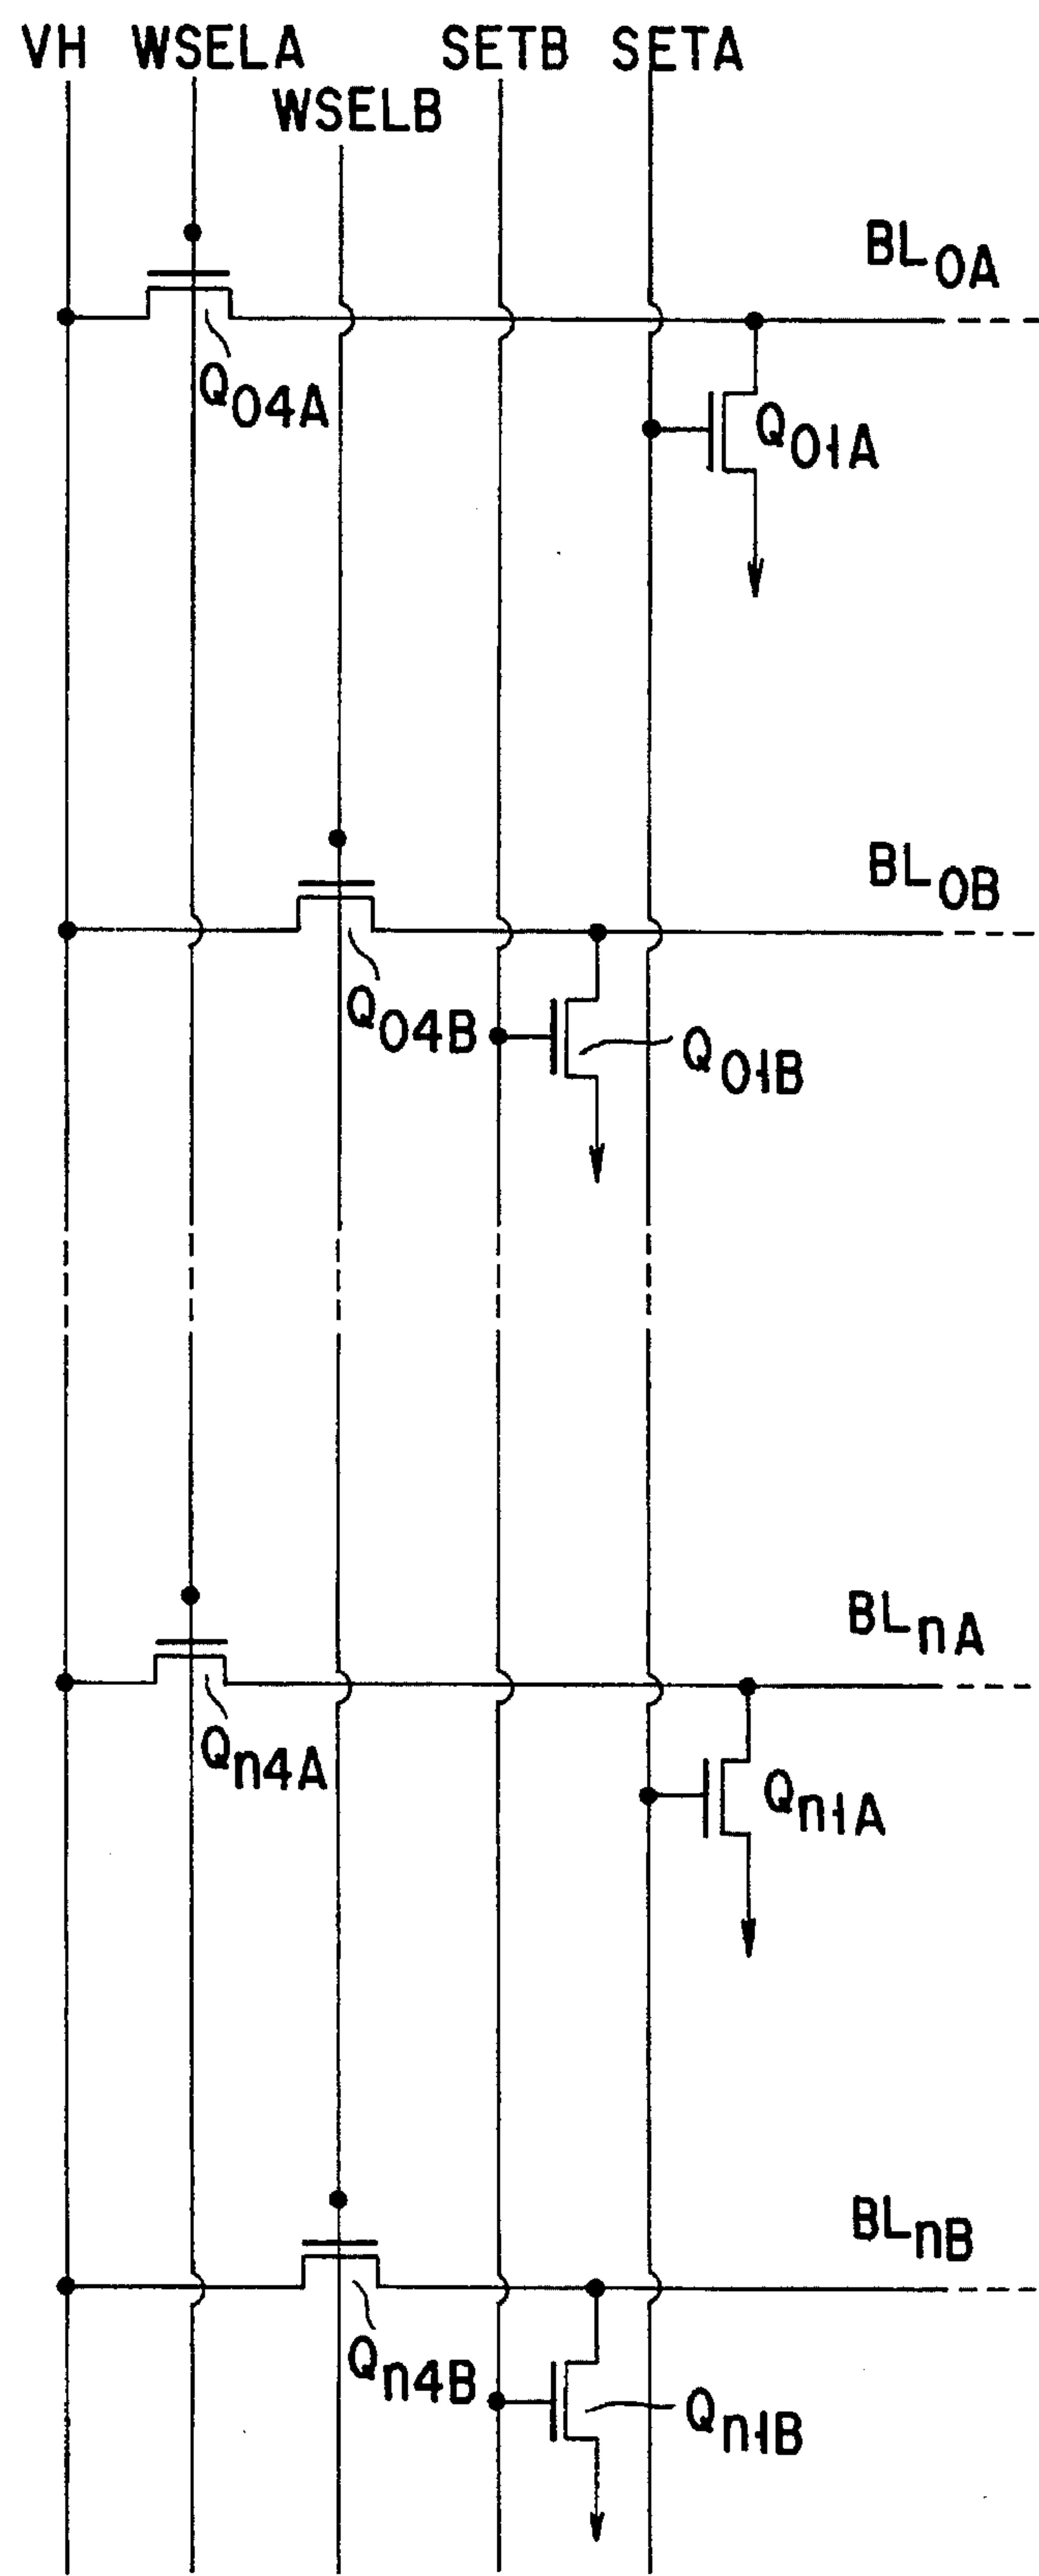 VH WSELA SETB SETA
WSELB
BL0A
Q04A
Q01A
BL0B
Q04B
Q01B
BLnA
Qn4A
Qn1A
BLnB
Qn4B
Qn1B